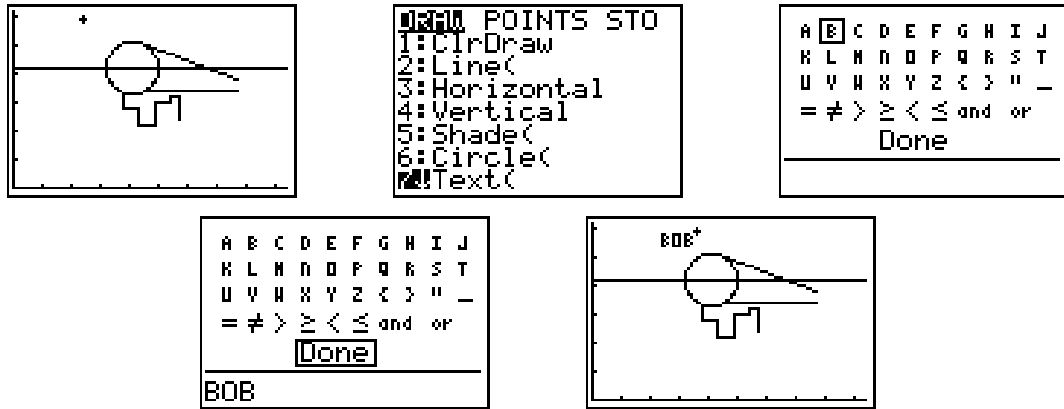 DRAW POINTS STO
1:ClrDraw
2:Line(
3:Horizontal
4:Vertical
5:Shade(
6:Circle(
7↓Text(
A B C D E F G H I J
K L M N O P Q R S T
U V W X Y Z { } " _
= ≠ > ≥ < ≤ and or
Done
A B C D E F G H I J
K L M N O P Q R S T
U V W X Y Z { } " _
= ≠ > ≥ < ≤ and or
Done
BOB
BOB